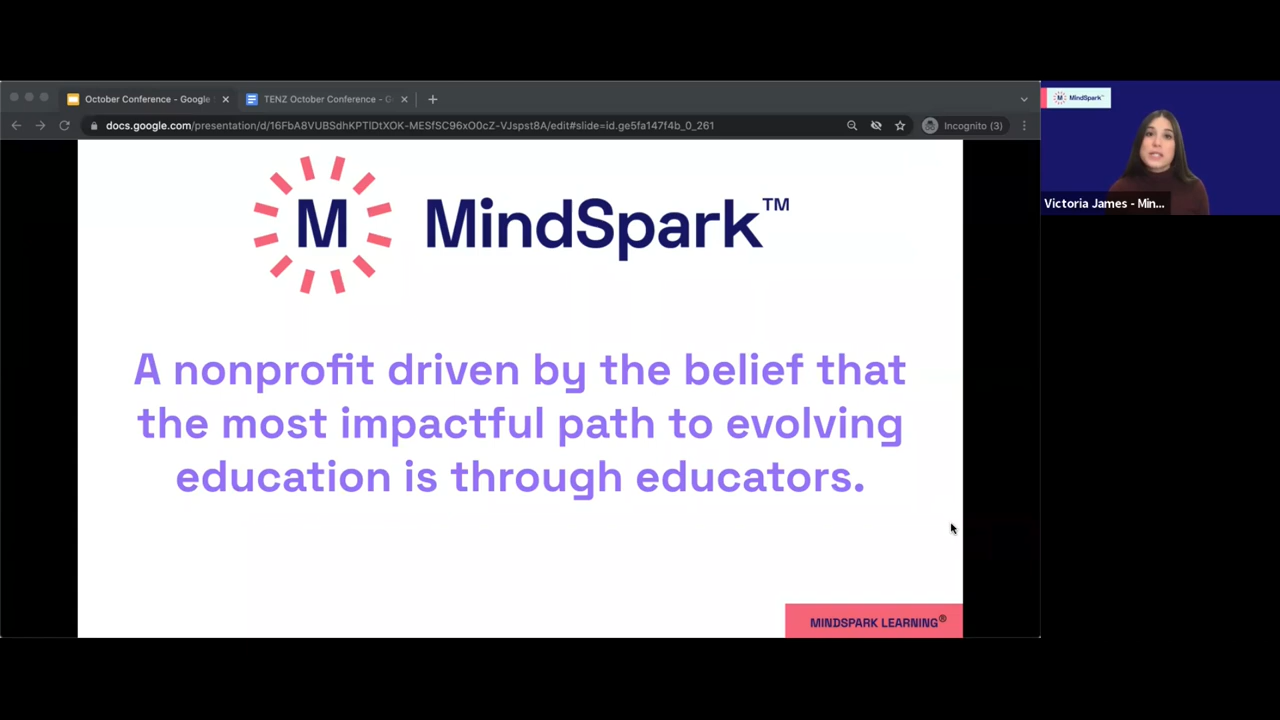 October Conference - Google
TENZ October Conference - G
docs.google.com/presentation/d/16FbA8VUBSdhKPTIDtXOK-MESfSC96xO0cZ-VJspst8A/edit#slide=id.ge5fa147f4b_0_261
Incognito (3)
M MindSpark™
A nonprofit driven by the belief that
the most impactful path to evolving
education is through educators.
MINDSPARK LEARNING®
M MindSpark
Victoria James - Min...